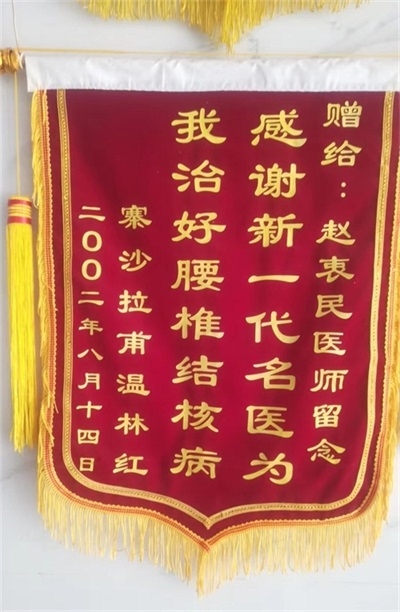 赠给：赵衷民医师留念
感谢新一代名医为
我治好腰椎结核病
寨沙拉甫温林红
二〇〇二年八月十四日